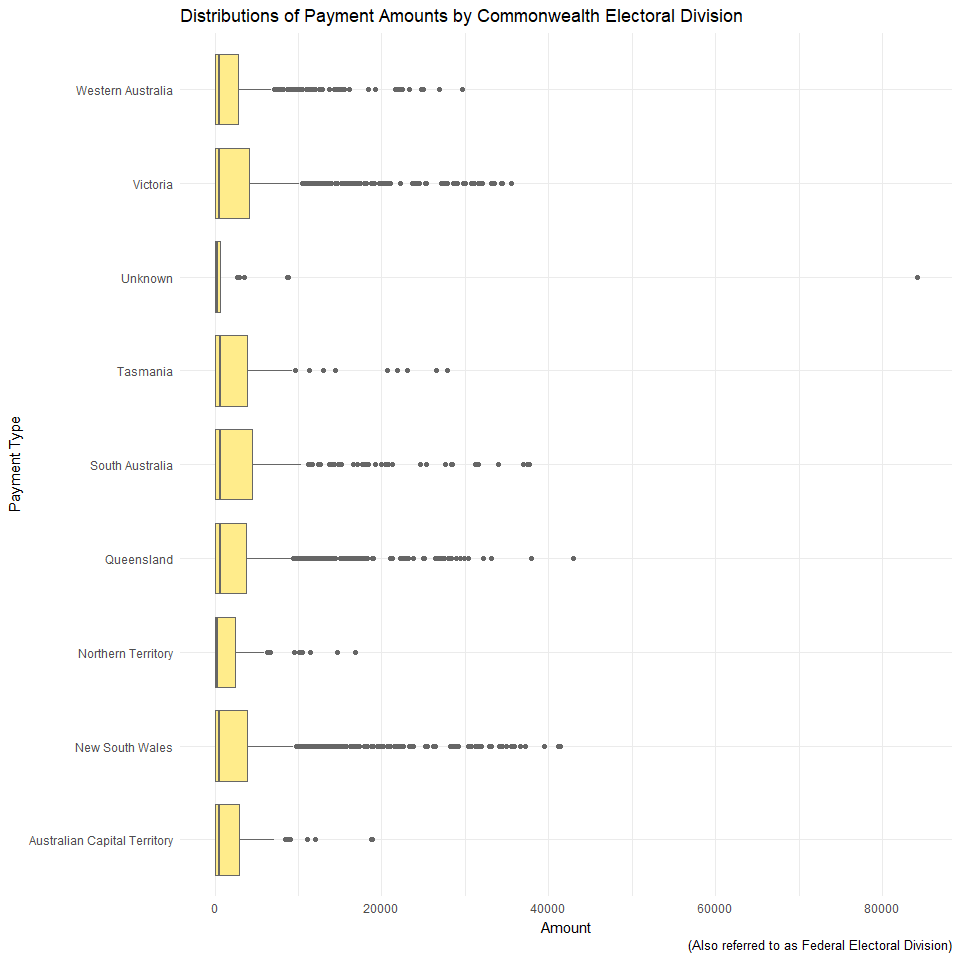 Distributions of Payment Amounts by Commonwealth Electoral Division
Payment Type
Western Australia
Victoria
Unknown
Tasmania
South Australia
Queensland
Northern Territory
New South Wales
Australian Capital Territory
0 20000 40000 60000 80000
Amount
(Also referred to as Federal Electoral Division)